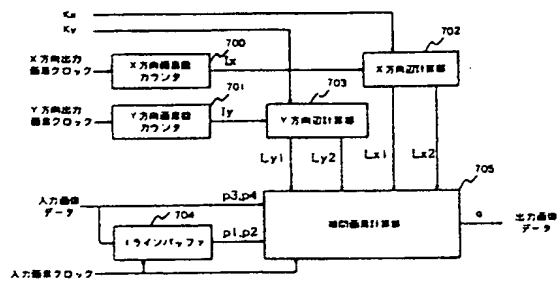 Kx
Ky
700
702
X方向出力
画素クロック
X方向画素数
カウンタ
Ix
X方向辺計算部
701
703
Y方向出力
画素クロック
Y方向画素数
カウンタ
Iy
Y方向辺計算部
Ly1
Ly2
Lx1
Lx2
705
入力画像
データ
p3,p4
704
1ラインバッファ
p1,p2
補間画素計算部
o
出力画像
データ
入力画素クロック